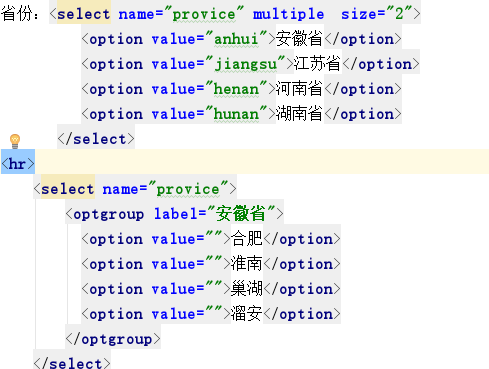 省份：<select name="provice" multiple  size="2">
<option value="anhui">安徽省</option>
<option value="jiangsu">江苏省</option>
<option value="henan">河南省</option>
<option value="hunan">湖南省</option>
</select>
<hr>
<select name="provice">
<optgroup label="安徽省">
<option value="">合肥</option>
<option value="">淮南</option>
<option value="">巢湖</option>
<option value="">溜安</option>
</optgroup>
</select>